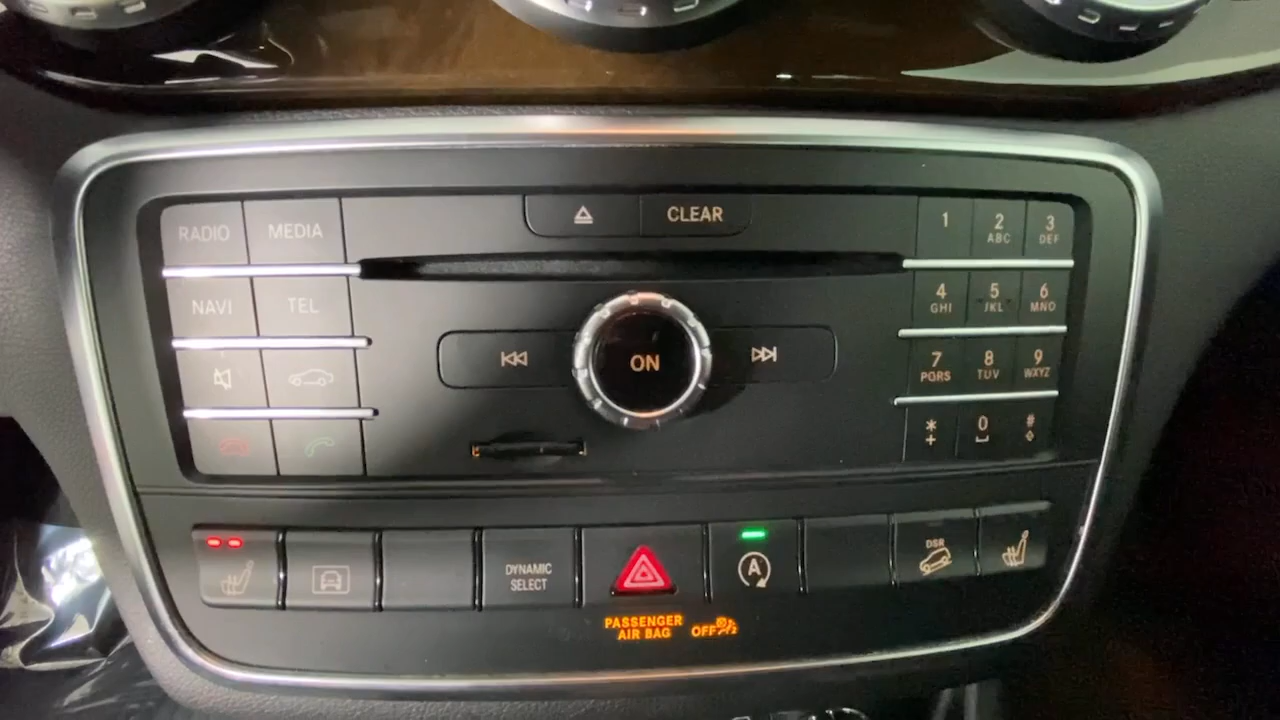 RADIO MEDIA
CLEAR
1 2 3
ABC DEF
NAVI TEL
4 5 6
GHI JKL MNO
ON
7 8 9
PQRS TUV WXYZ
* 0 #
+
DYNAMIC
SELECT
A
DSR
PASSENGER
AIR BAG OFF